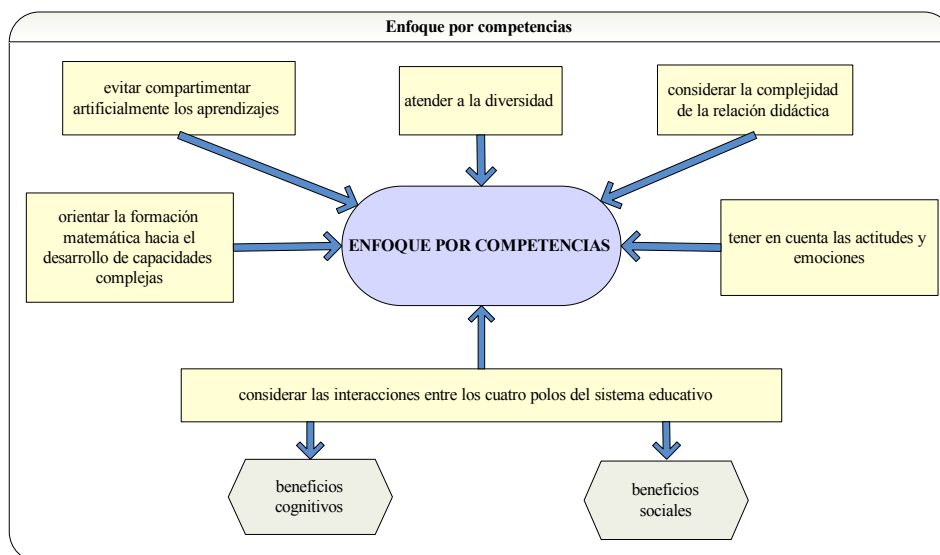 Enfoque por competencias
evitar compartimentar
artificialmente los aprendizajes
atender a la diversidad
considerar la complejidad
de la relación didáctica
orientar la formación
matemática hacia el
desarrollo de capacidades
complejas
ENFOQUE POR COMPETENCIAS
tener en cuenta las actitudes y
emociones
considerar las interacciones entre los cuatro polos del sistema educativo
beneficios
cognitivos
beneficios
sociales